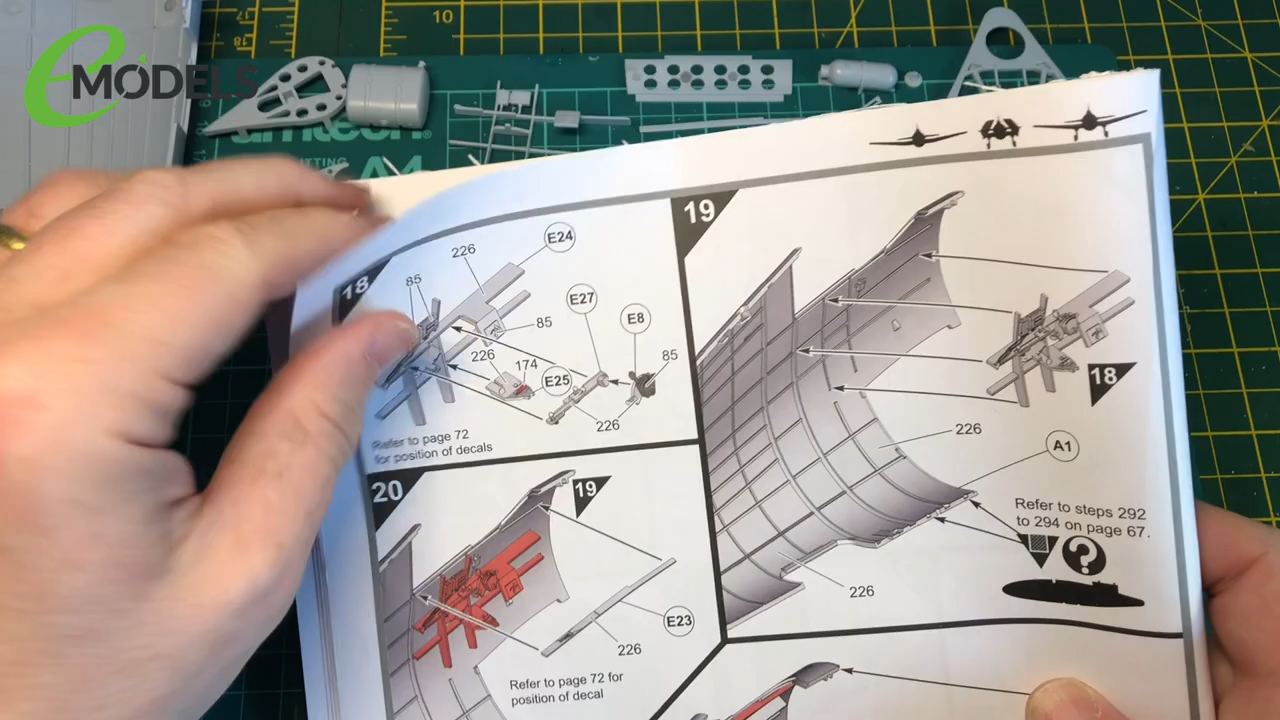 eMODELS
10
amtech®
CUTTING
A4
18
85
226
E24
E27
E8
85
226
174
E25
85
226
Refer to page 72
for position of decals
19
18
226
A1
Refer to steps 292
to 294 on page 67.
?
226
20
19
E23
226
Refer to page 72 for
position of decal